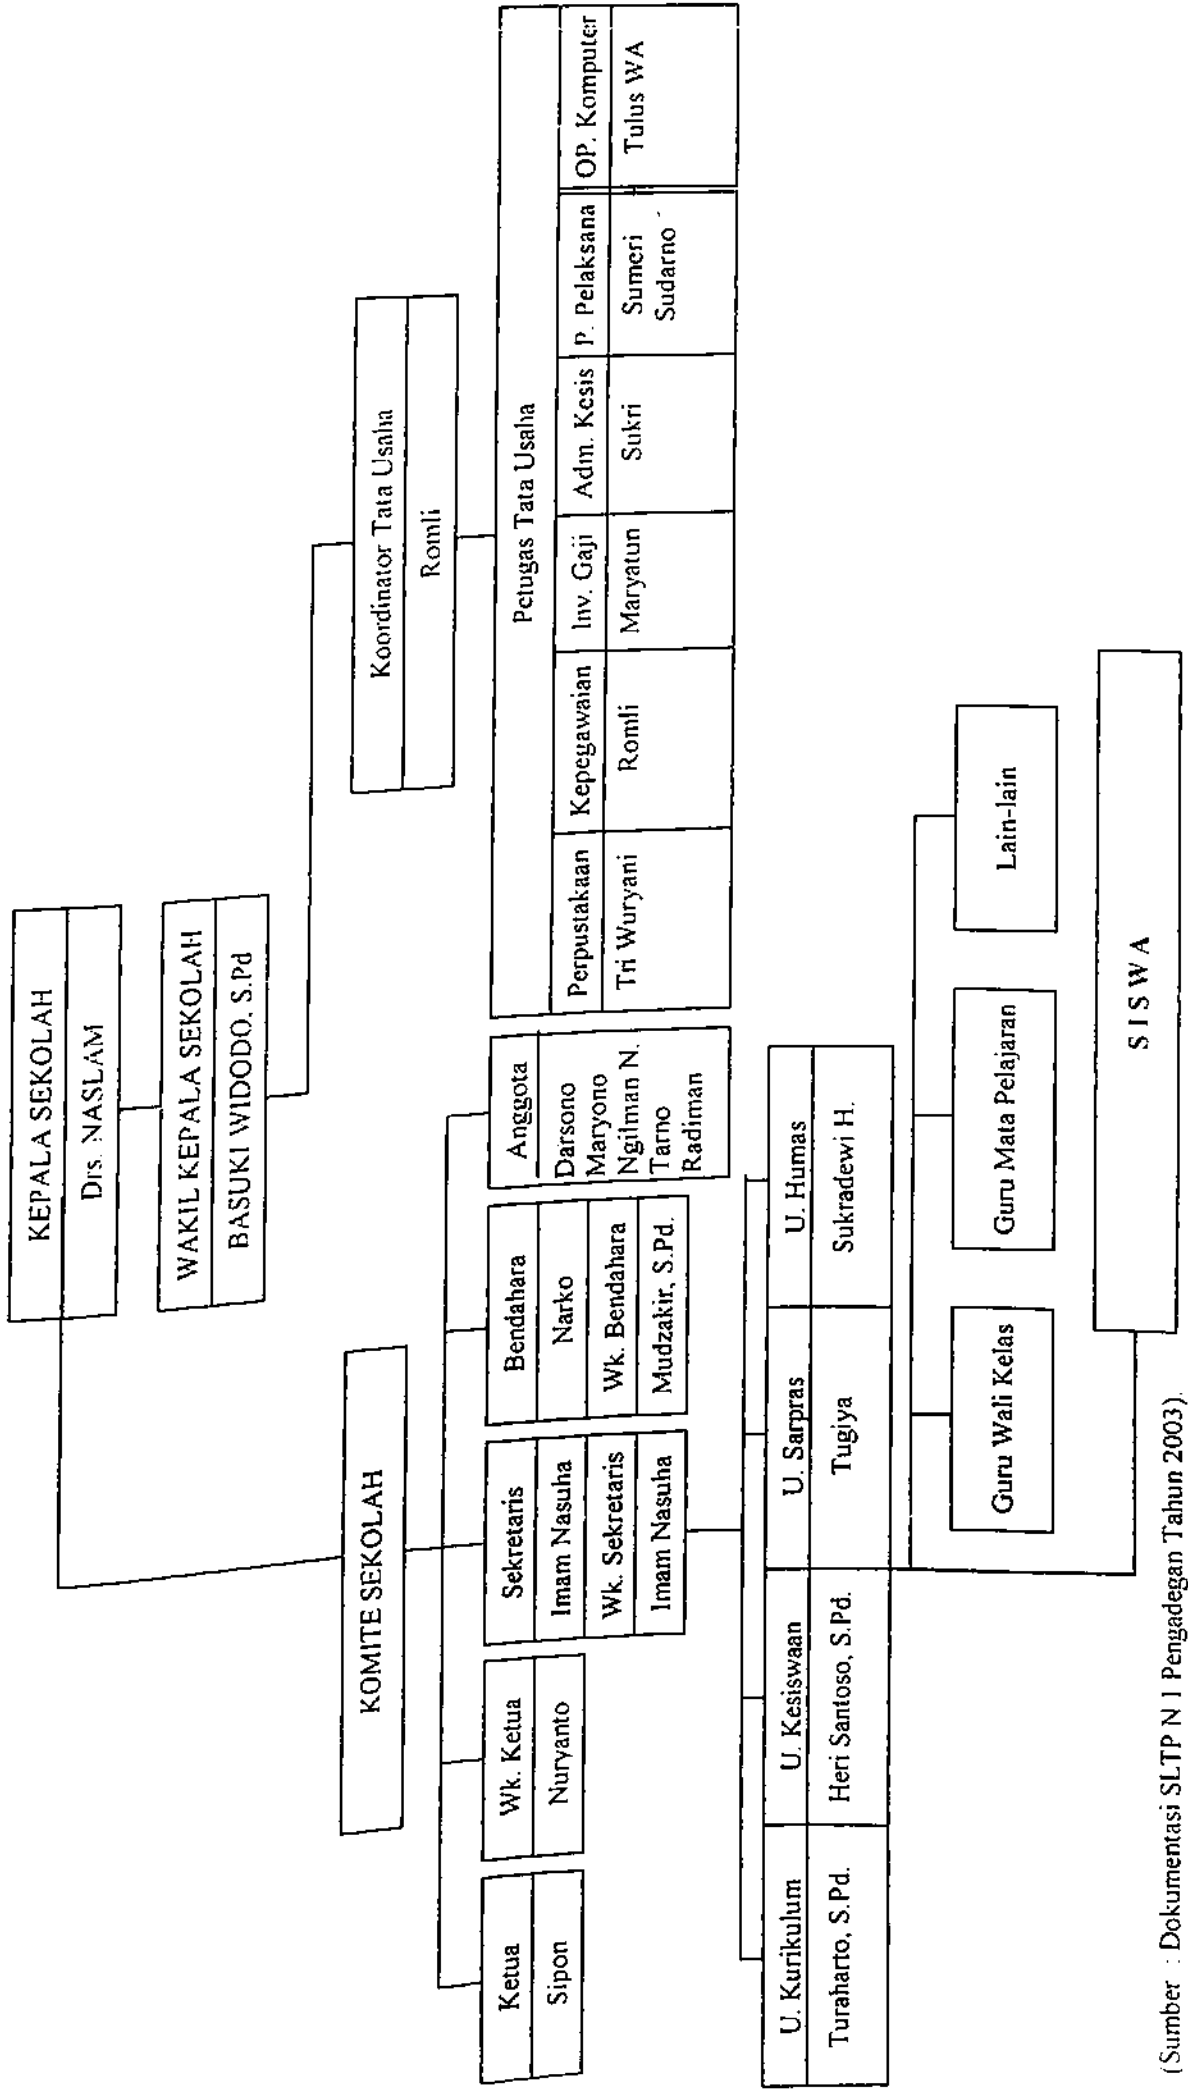 KEPALA SEKOLAH
Drs. NASLAM
WAKIL KEPALA SEKOLAH
BASUKI WIDODO, S.Pd
KOMITE SEKOLAH
Koordinator Tata Usaha
Romli
Ketua
Sipon
Wk. Ketua
Nuryanto
Sekretaris
Imam Nasuha
Wk. Sekretaris
Imam Nasuha
Bendahara
Narko
Wk. Bendahara
Mudzakir, S.Pd.
Anggota
Darsono
Maryono
Ngilman N.
Tarno
Radiman
Petugas Tata Usaha
Perpustakaan
Tri Wuryani
Kepegawaian
Romli
Inv. Gaji
Maryatun
Adm. Kesis
Sukri
P. Pelaksana
Sumeri
Sudarno
OP. Komputer
Tulus WA
U. Kurikulum
Turaharto, S.Pd.
U. Kesiswaan
Heri Santoso, S.Pd.
U. Sarpras
Tugiya
U. Humas
Sukradewi H.
Guru Wali Kelas
Guru Mata Pelajaran
Lain-lain
S I S W A
(Sumber : Dokumentasi SLTP N 1 Pengadegan Tahun 2003).